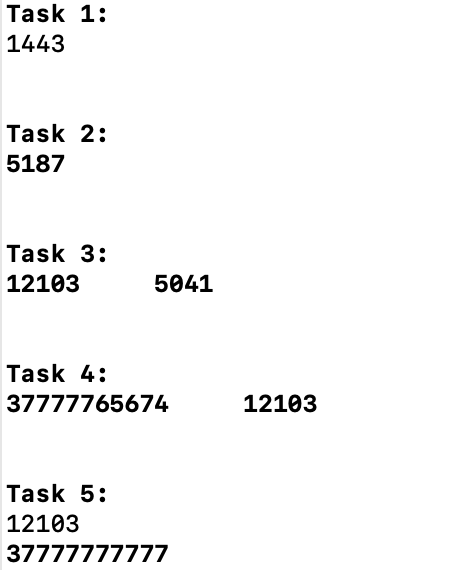 Task 1:
1443
Task 2:
5187
Task 3:
12103     5041
Task 4:
37777765674     12103
Task 5:
12103
37777777777